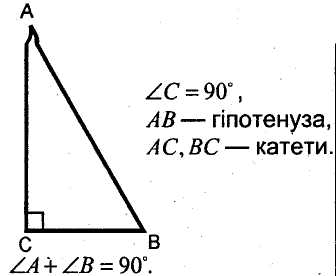 A
∠C = 90°,
AB — гіпотенуза,
AC, BC — катети.
C
B
∠A + ∠B = 90°.